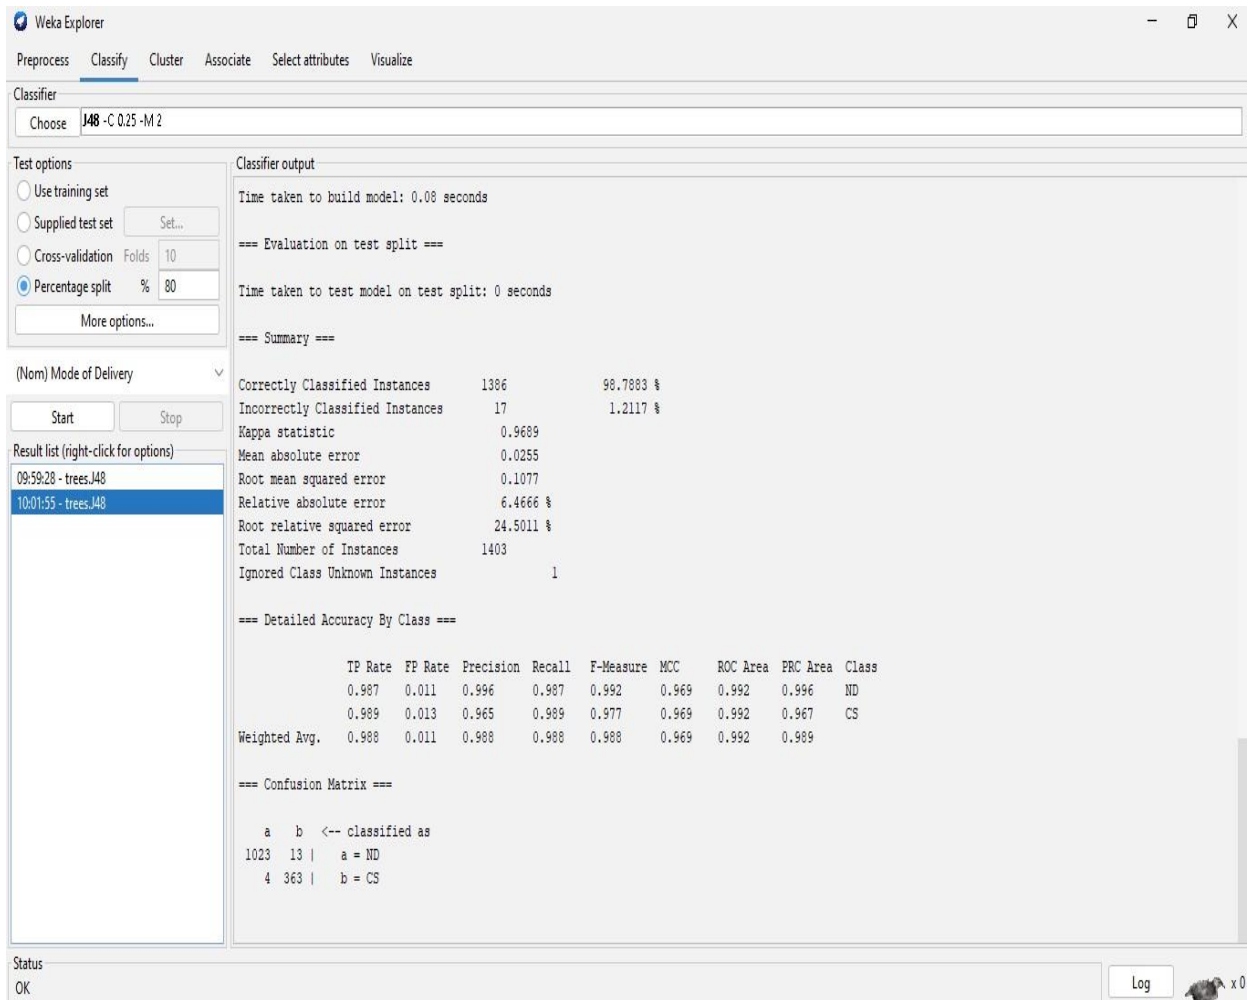 Weka Explorer
Preprocess Classify Cluster Associate Select attributes Visualize
Classifier
Choose J48 -C 0.25 -M 2
Test options
Use training set
Supplied test set Set...
Cross-validation Folds 10
Percentage split % 80
More options...
(Nom) Mode of Delivery
Start Stop
Result list (right-click for options)
09:59:28 - trees.J48
10:01:55 - trees.J48
Classifier output
Time taken to build model: 0.08 seconds
=== Evaluation on test split ===
Time taken to test model on test split: 0 seconds
=== Summary ===
Correctly Classified Instances 1386 98.7883 %
Incorrectly Classified Instances 17 1.2117 %
Kappa statistic 0.9689
Mean absolute error 0.0255
Root mean squared error 0.1077
Relative absolute error 6.4666 %
Root relative squared error 24.5011 %
Total Number of Instances 1403
Ignored Class Unknown Instances 1
=== Detailed Accuracy By Class ===
TP Rate FP Rate Precision Recall F-Measure MCC ROC Area PRC Area Class
0.987 0.011 0.996 0.987 0.992 0.969 0.992 0.996 ND
0.989 0.013 0.965 0.989 0.977 0.969 0.992 0.967 CS
Weighted Avg. 0.988 0.011 0.988 0.988 0.988 0.969 0.992 0.989
=== Confusion Matrix ===
a b <-- classified as
1023 13 | a = ND
4 363 | b = CS
Status
OK
Log x 0